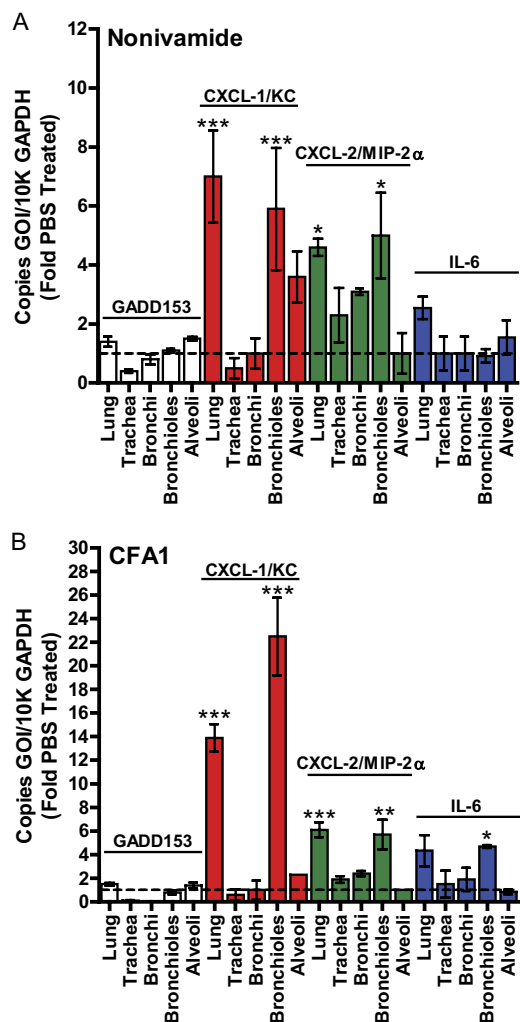 A
Nonivamide
Copies GOI/10K GAPDH
(Fold PBS Treated)
12
10
8
6
4
2
0
GADD153
CXCL-1/KC
CXCL-2/MIP-2α
IL-6
***
***
*
*
Lung
Trachea
Bronchi
Bronchioles
Alveoli
Lung
Trachea
Bronchi
Bronchioles
Alveoli
Lung
Trachea
Bronchi
Bronchioles
Alveoli
Lung
Trachea
Bronchi
Bronchioles
Alveoli
B
CFA1
Copies GOI/10K GAPDH
(Fold PBS Treated)
30
28
26
24
22
20
18
16
14
12
10
8
6
4
2
0
GADD153
CXCL-1/KC
CXCL-2/MIP-2α
IL-6
***
***
***
**
*
Lung
Trachea
Bronchi
Bronchioles
Alveoli
Lung
Trachea
Bronchi
Bronchioles
Alveoli
Lung
Trachea
Bronchi
Bronchioles
Alveoli
Lung
Trachea
Bronchi
Bronchioles
Alveoli